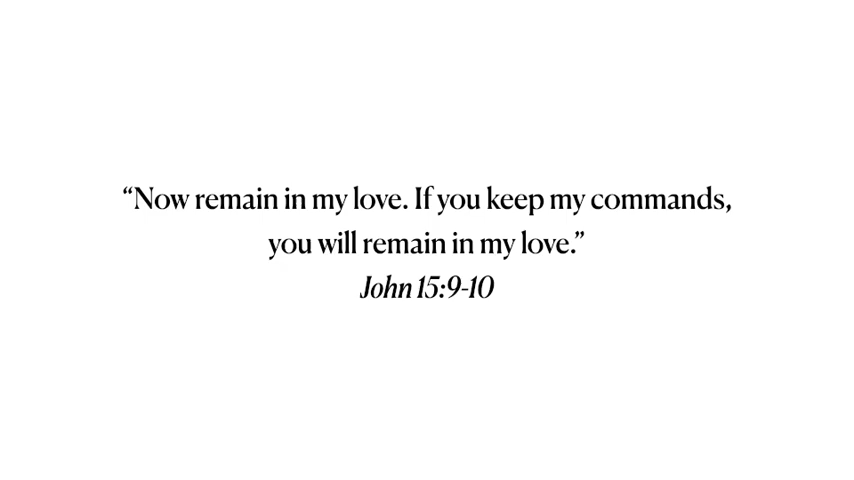 “Now remain in my love. If you keep my commands,
you will remain in my love.”
John 15:9-10